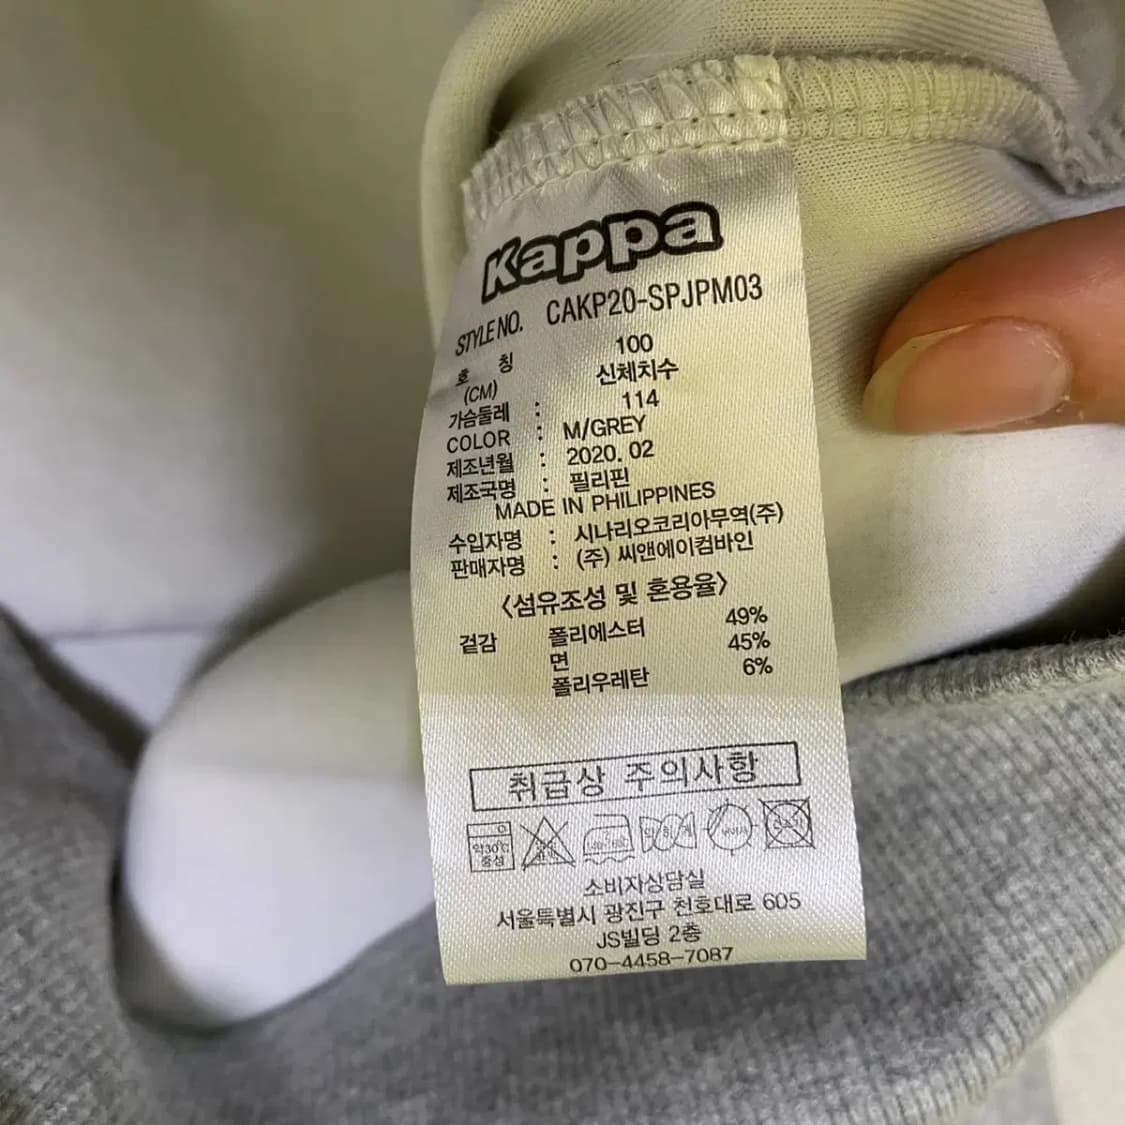 Kappa
STYLE NO. CAKP20-SPJPM03
호 칭 100
(CM) 신체치수
가슴둘레 : 114
COLOR : M/GREY
제조년월 : 2020. 02
제조국명 : 필리핀
MADE IN PHILIPPINES
수입자명 : 시나리오코리아무역(주)
판매자명 : (주) 씨앤에이컴바인
<섬유조성 및 혼용율>
겉감 폴리에스터 49%
면 45%
폴리우레탄 6%
취급상 주의사항
약30℃
중성
소비자상담실
서울특별시 광진구 천호대로 605
JS빌딩 2층
070-4458-7087